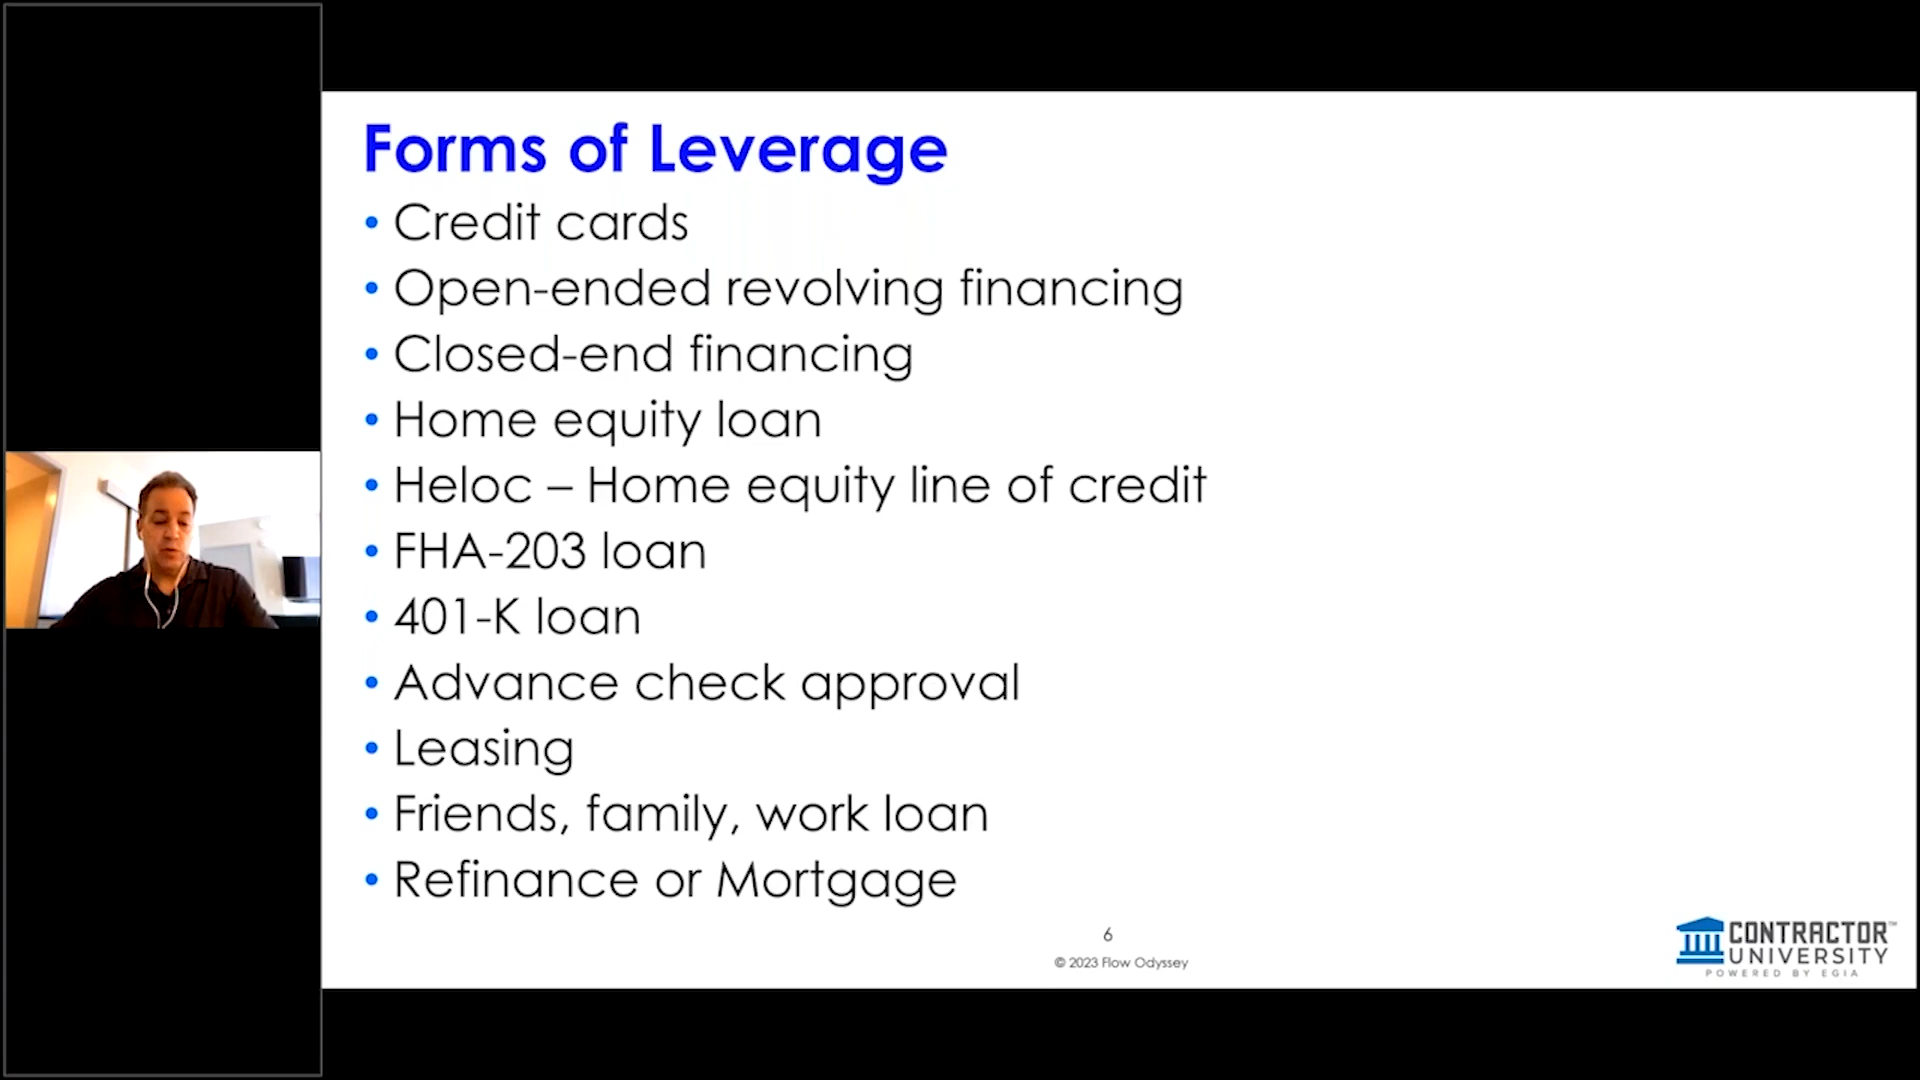 Forms of Leverage
• Credit cards
• Open-ended revolving financing
• Closed-end financing
• Home equity loan
• Heloc – Home equity line of credit
• FHA-203 loan
• 401-K loan
• Advance check approval
• Leasing
• Friends, family, work loan
• Refinance or Mortgage
6
© 2023 Flow Odyssey
CONTRACTOR™
UNIVERSITY
POWERED BY EGIA